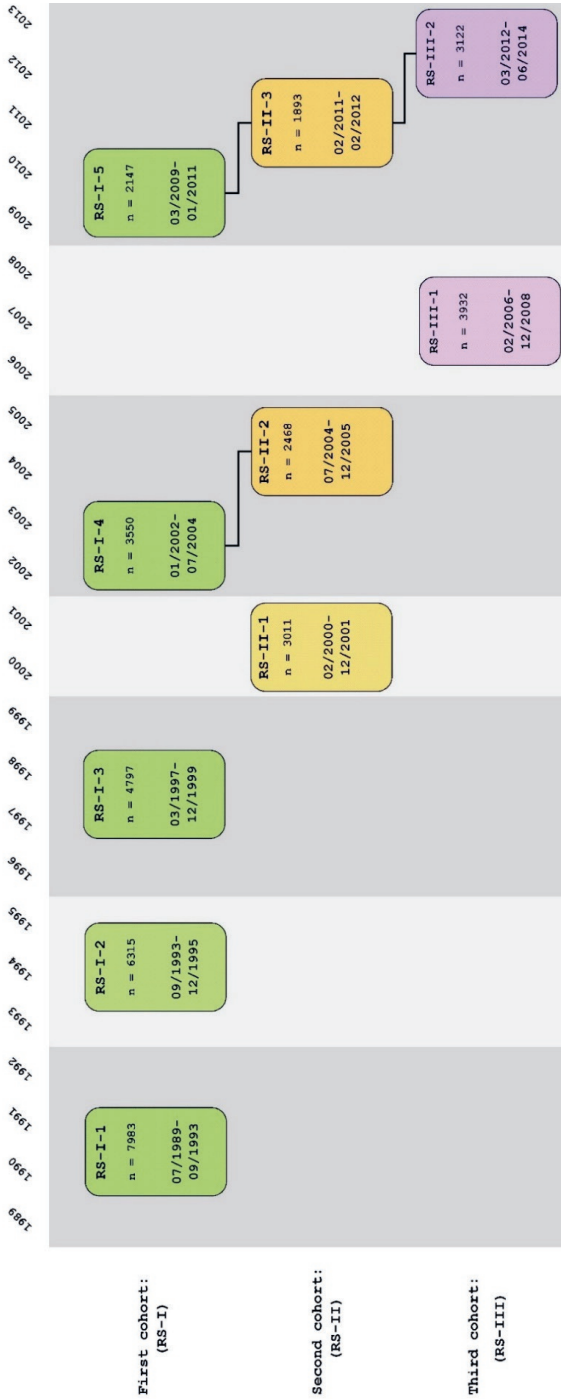 2013
2012
2011
2010
2009
2008
2007
2006
2005
2004
2003
2002
2001
2000
1999
1998
1997
1996
1995
1994
1993
1992
1991
1990
1989
RS-I-5
n = 2147
03/2009-
01/2011
RS-II-3
n = 1893
02/2011-
02/2012
RS-III-2
n = 3122
03/2012-
06/2014
RS-III-1
n = 3932
02/2006-
12/2008
RS-I-4
n = 3550
01/2002-
07/2004
RS-II-2
n = 2468
07/2004-
12/2005
RS-II-1
n = 3011
02/2000-
12/2001
RS-I-3
n = 4797
03/1997-
12/1999
RS-I-2
n = 6315
09/1993-
12/1995
RS-I-1
n = 7983
07/1989-
09/1993
First cohort:
(RS-I)
Second cohort:
(RS-II)
Third cohort:
(RS-III)